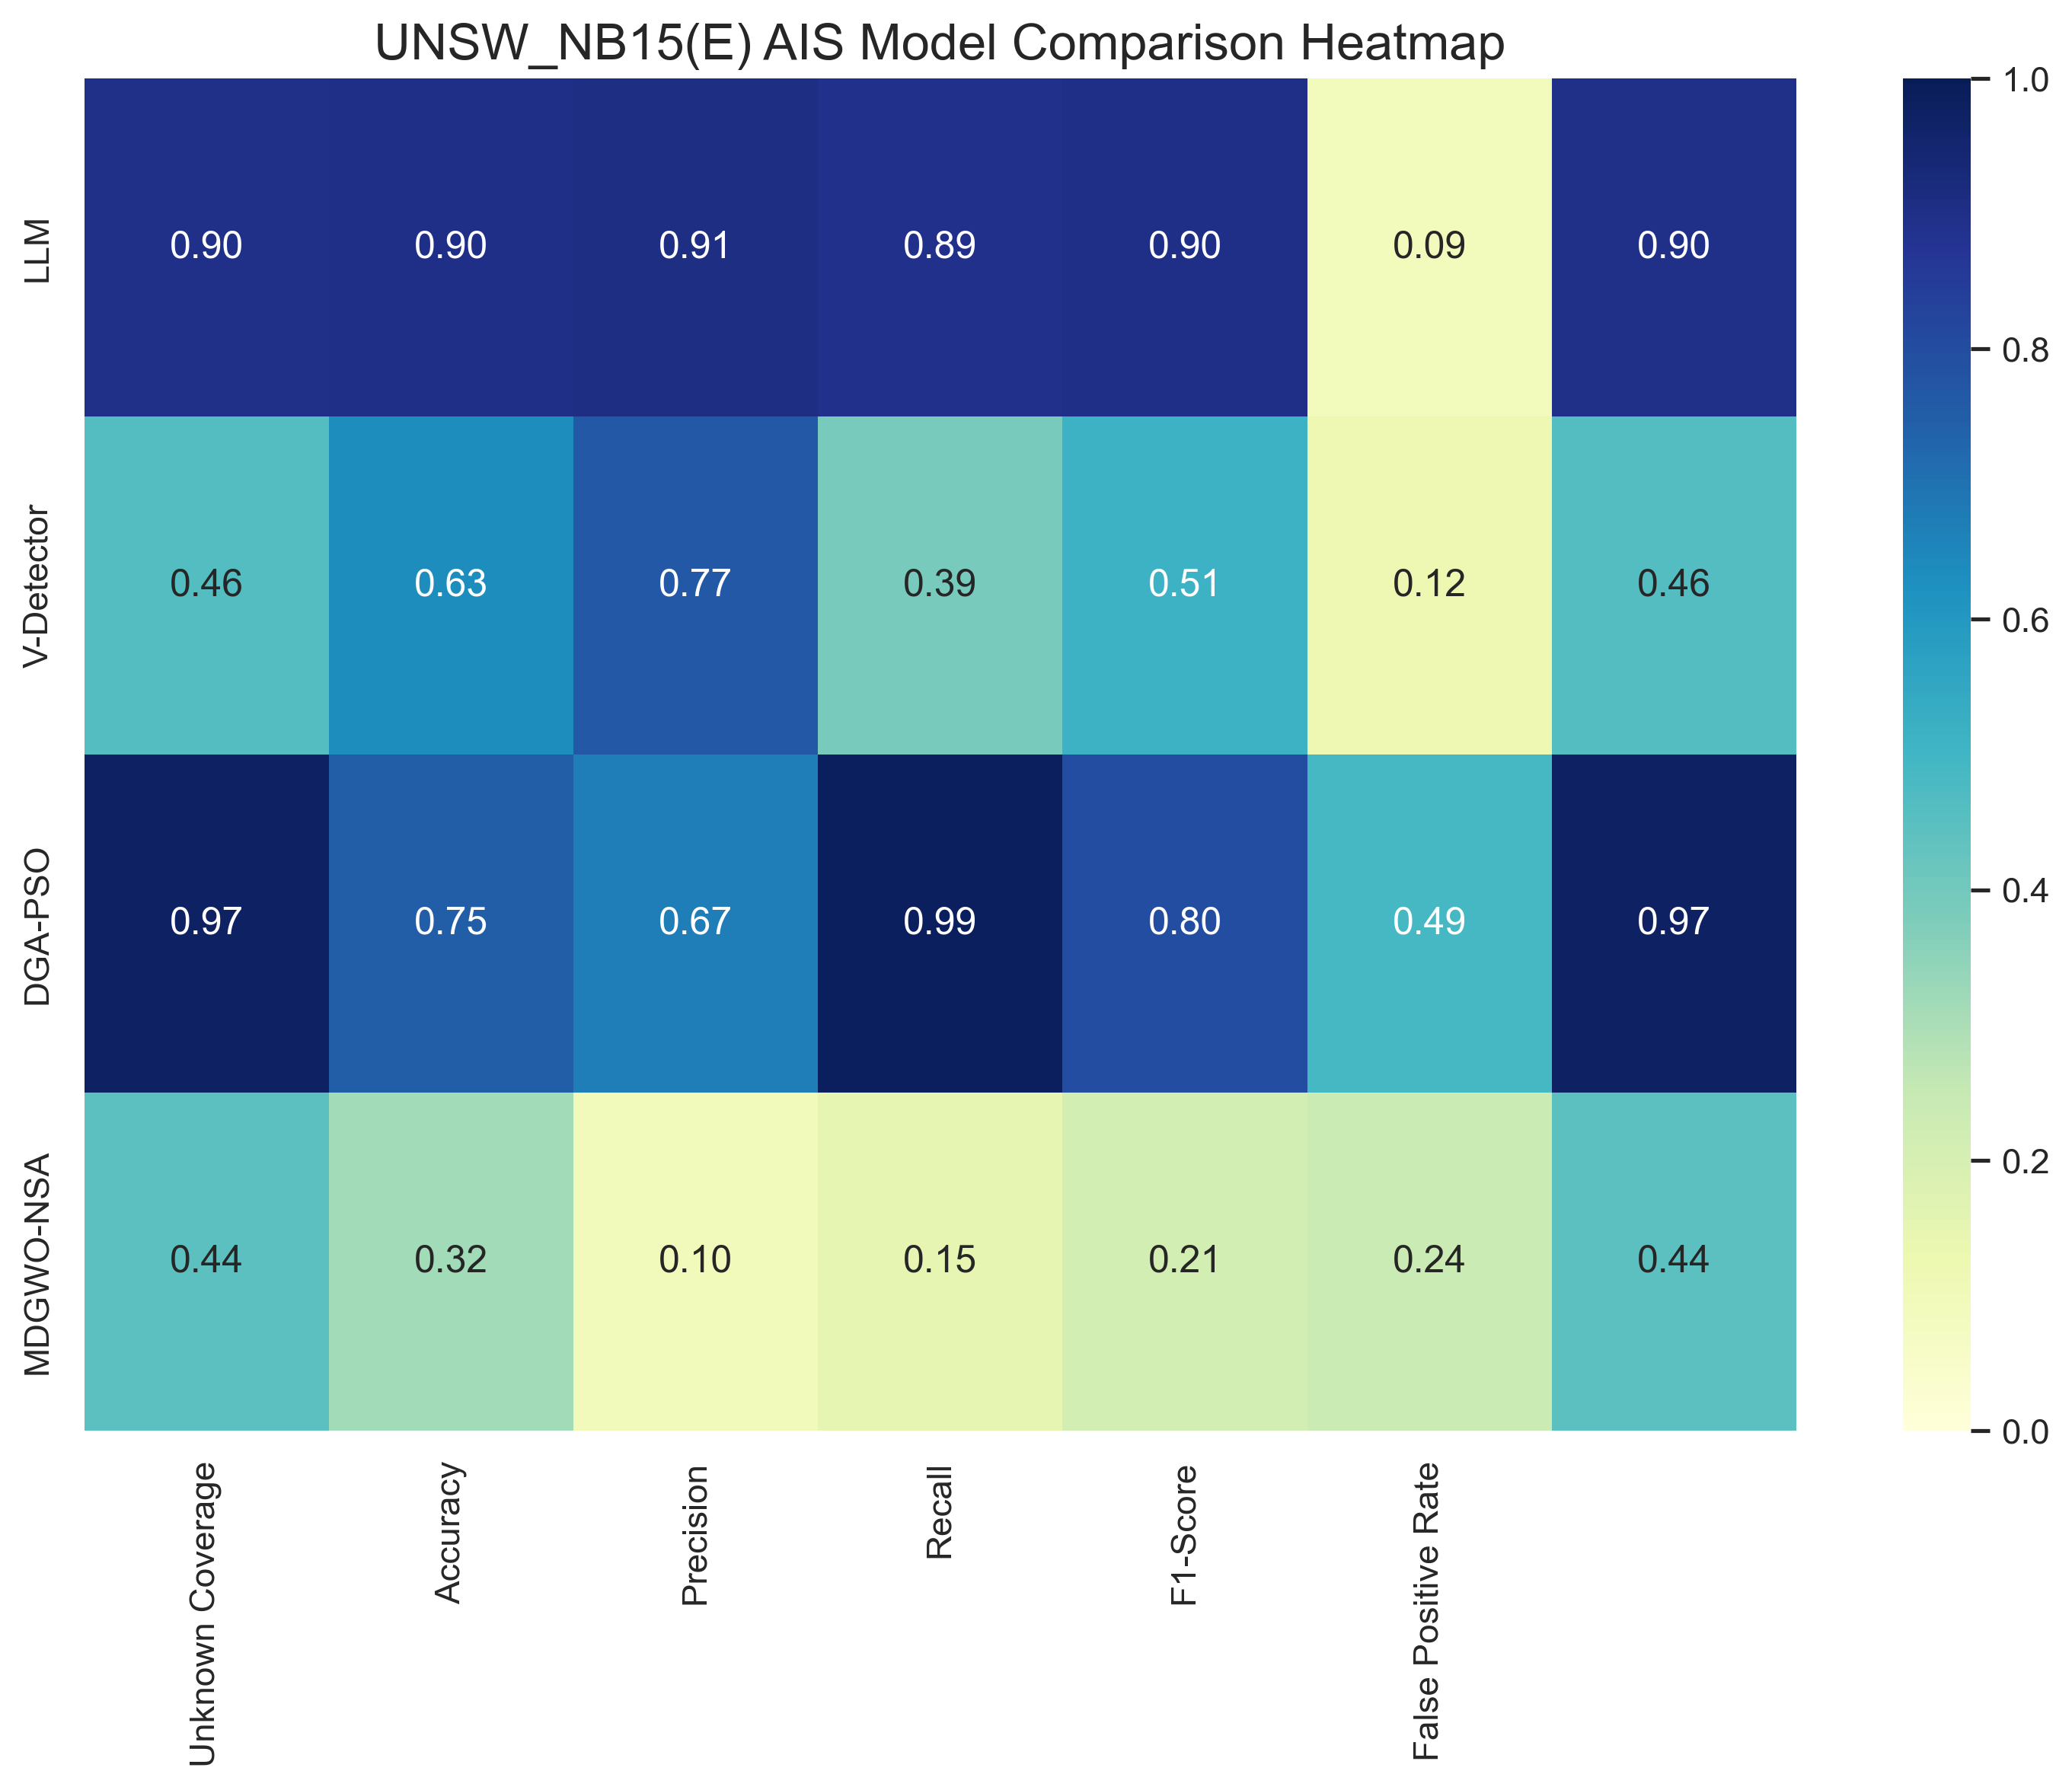 UNSW_NB15(E) AIS Model Comparison Heatmap
LLM
0.90 0.90 0.91 0.89 0.90 0.09 0.90
V-Detector
0.46 0.63 0.77 0.39 0.51 0.12 0.46
DGA-PSO
0.97 0.75 0.67 0.99 0.80 0.49 0.97
MDGWO-NSA
0.44 0.32 0.10 0.15 0.21 0.24 0.44
Unknown Coverage
Accuracy
Precision
Recall
F1-Score
False Positive Rate
1.0
0.8
0.6
0.4
0.2
0.0